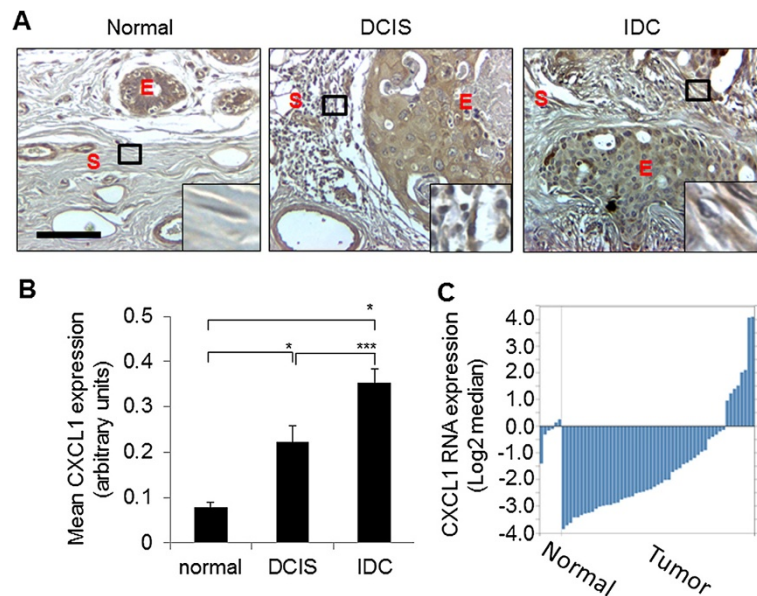 A
Normal
DCIS
IDC
E
S
S
E
S
E
B
Mean CXCL1 expression
(arbitrary units)
0.5
0.4
0.3
0.2
0.1
0
*
*
***
normal
DCIS
IDC
C
CXCL1 RNA expression
(Log2 median)
4.0
3.0
2.0
1.0
0.0
-1.0
-2.0
-3.0
-4.0
Normal
Tumor